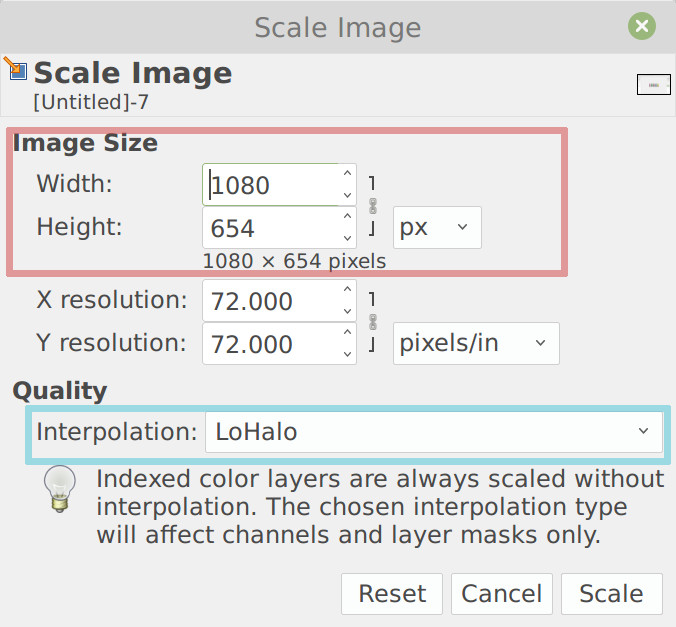 Scale Image
Scale Image
[Untitled]-7
Image Size
Width: 1080
Height: 654 px
1080 × 654 pixels
X resolution: 72.000
Y resolution: 72.000 pixels/in
Quality
Interpolation: LoHalo
Indexed color layers are always scaled without
interpolation. The chosen interpolation type
will affect channels and layer masks only.
Reset Cancel Scale